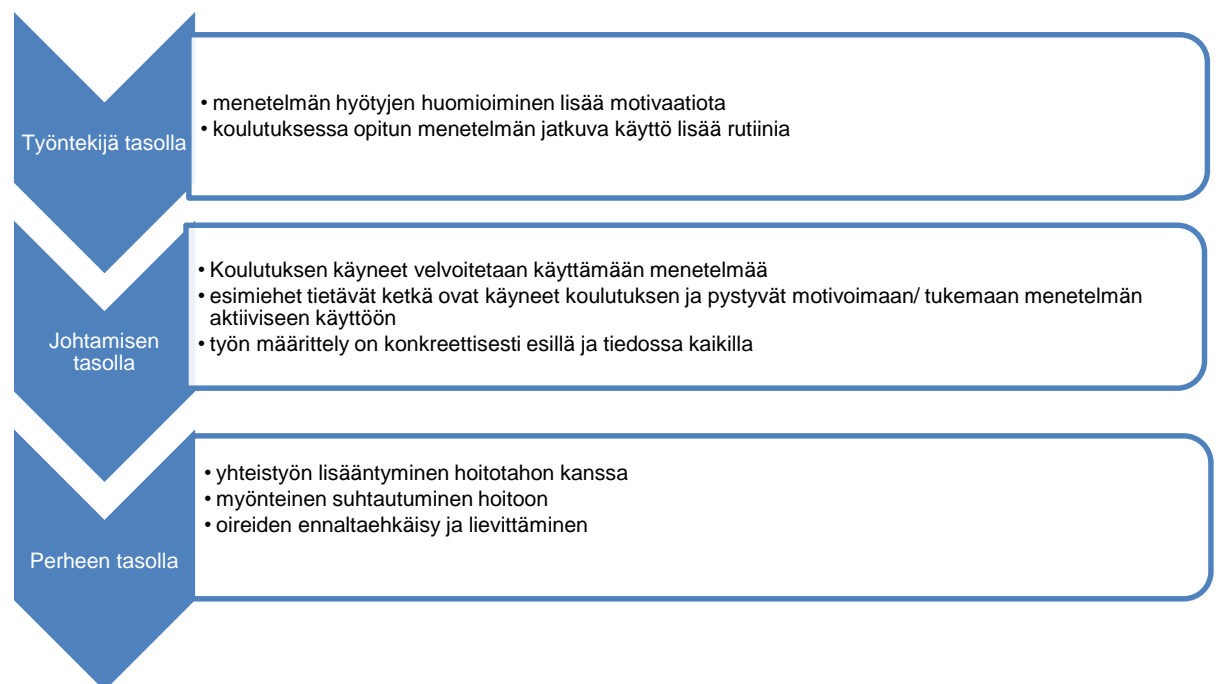 Työntekijä tasolla
• menetelmän hyötyjen huomioiminen lisää motivaatiota
• koulutuksessa opitun menetelmän jatkuva käyttö lisää rutiinia
Johtamisen
tasolla
• Koulutuksen käyneet velvoitetaan käyttämään menetelmää
• esimiehet tietävät ketkä ovat käyneet koulutuksen ja pystyvät motivoimaan/ tukemaan menetelmän
aktiiviseen käyttöön
• työn määrittely on konkreettisesti esillä ja tiedossa kaikilla
Perheen tasolla
• yhteistyön lisääntyminen hoitotahon kanssa
• myönteinen suhtautuminen hoitoon
• oireiden ennaltaehkäisy ja lievittäminen